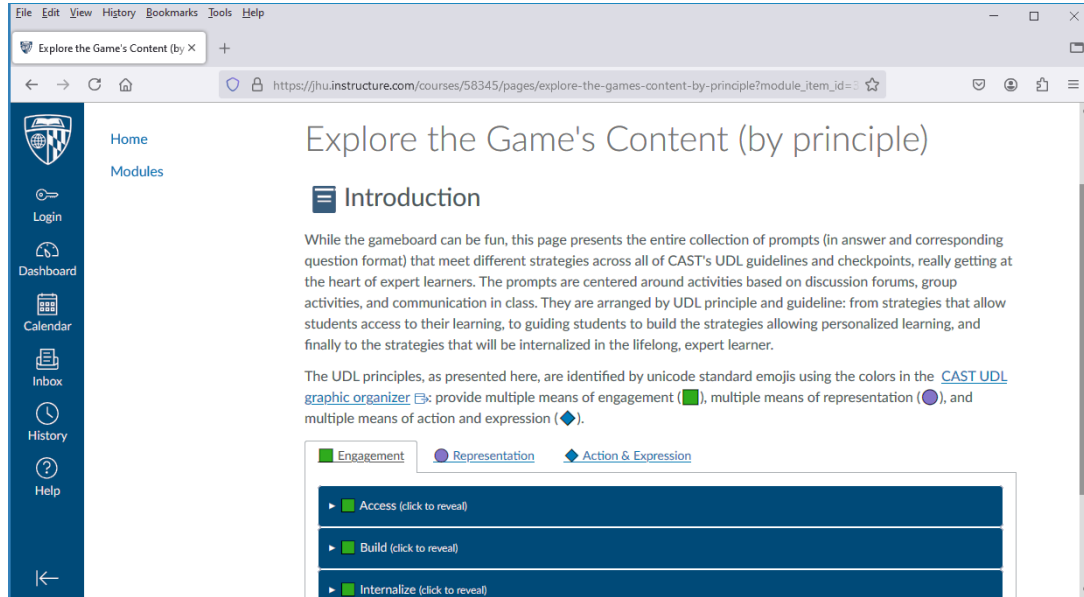 File Edit View History Bookmarks Tools Help
Explore the Game's Content (by
https://jhu.instructure.com/courses/58345/pages/explore-the-games-content-by-principle?module_item_id=
Login
Dashboard
Calendar
Inbox
History
Help
Home
Modules
Explore the Game's Content (by principle)
Introduction
While the gameboard can be fun, this page presents the entire collection of prompts (in answer and corresponding
question format) that meet different strategies across all of CAST's UDL guidelines and checkpoints, really getting at
the heart of expert learners. The prompts are centered around activities based on discussion forums, group
activities, and communication in class. They are arranged by UDL principle and guideline: from strategies that allow
students access to their learning, to guiding students to build the strategies allowing personalized learning, and
finally to the strategies that will be internalized in the lifelong, expert learner.
The UDL principles, as presented here, are identified by unicode standard emojis using the colors in the CAST UDL
graphic organizer : provide multiple means of engagement (🟩), multiple means of representation (🟣), and
multiple means of action and expression (🔷).
Engagement Representation Action & Expression
Access (click to reveal)
Build (click to reveal)
Internalize (click to reveal)